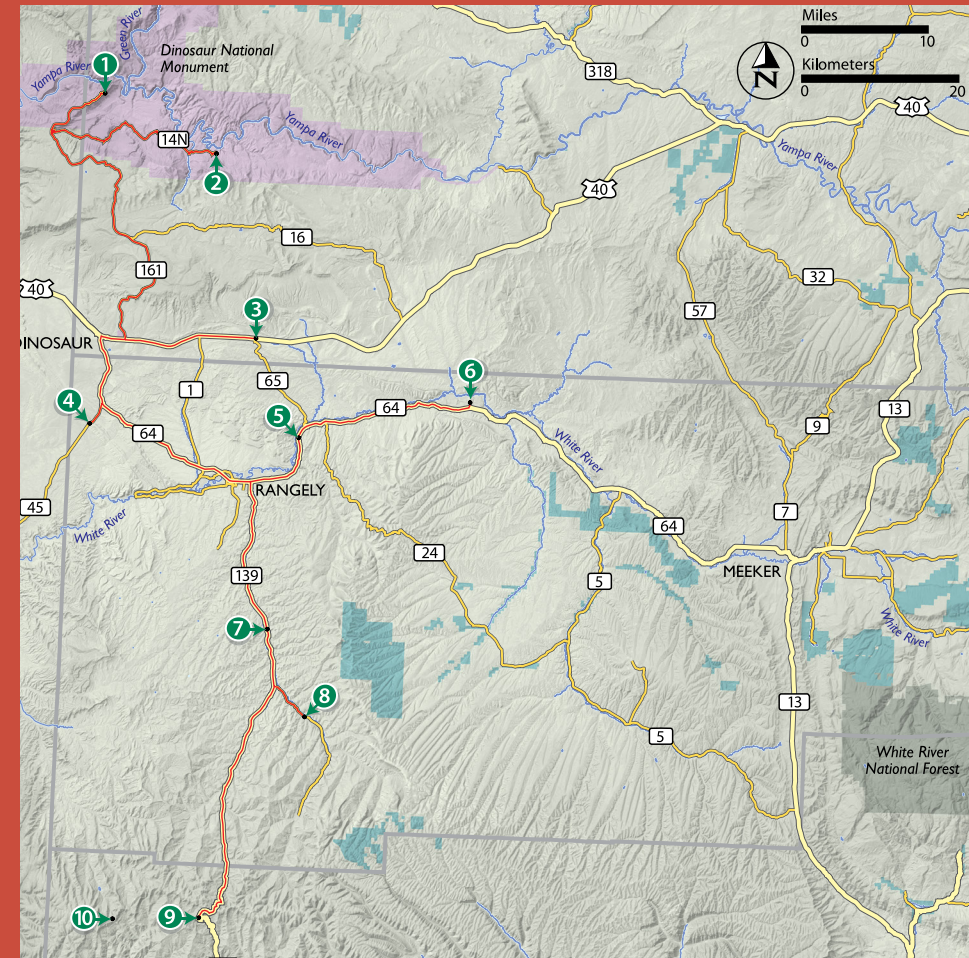 Miles
0 10
Kilometers
0 20
N
Dinosaur National
Monument
Green River
Yampa River
1
318
40
14N
Yampa River
Yampa River
2
40
16
32
161
57
40
3
DINOSAUR
6
65
1
4
5
64
13
64
9
White River
RANGELY
45
White River
64
7
24
MEEKER
139
5
White River
7
8
13
5
White River
National Forest
10
9